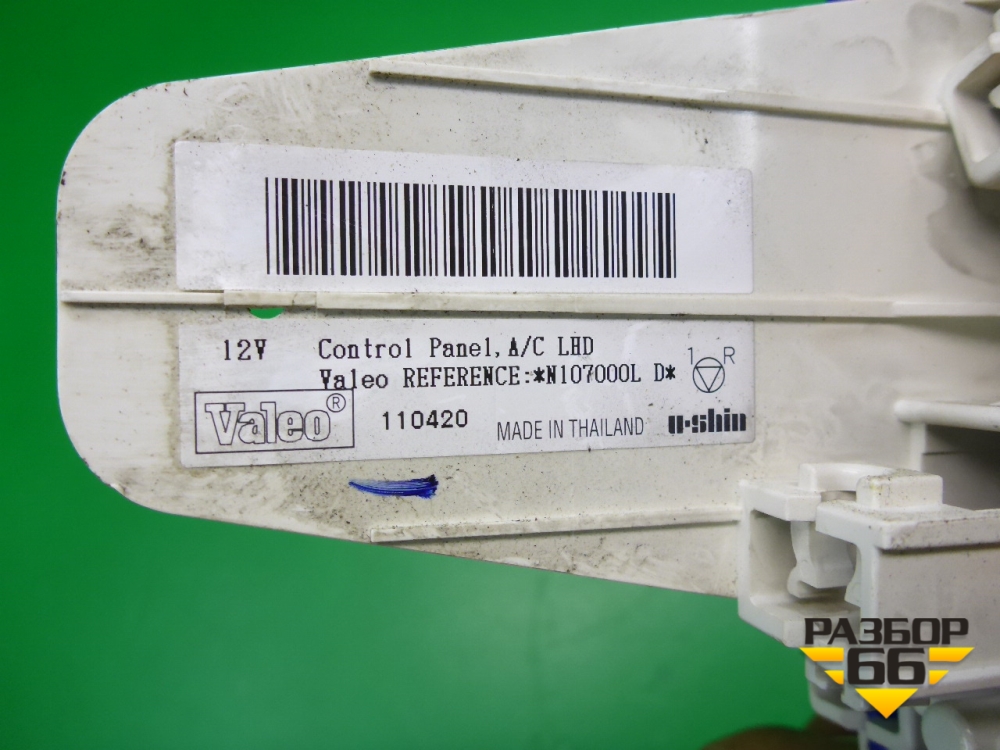 12V Control Panel, A/C LHD
Valeo REFERENCE:*N107000L D*
1 R
Valeo® 110420 MADE IN THAILAND u-shin
РАЗБОР
66